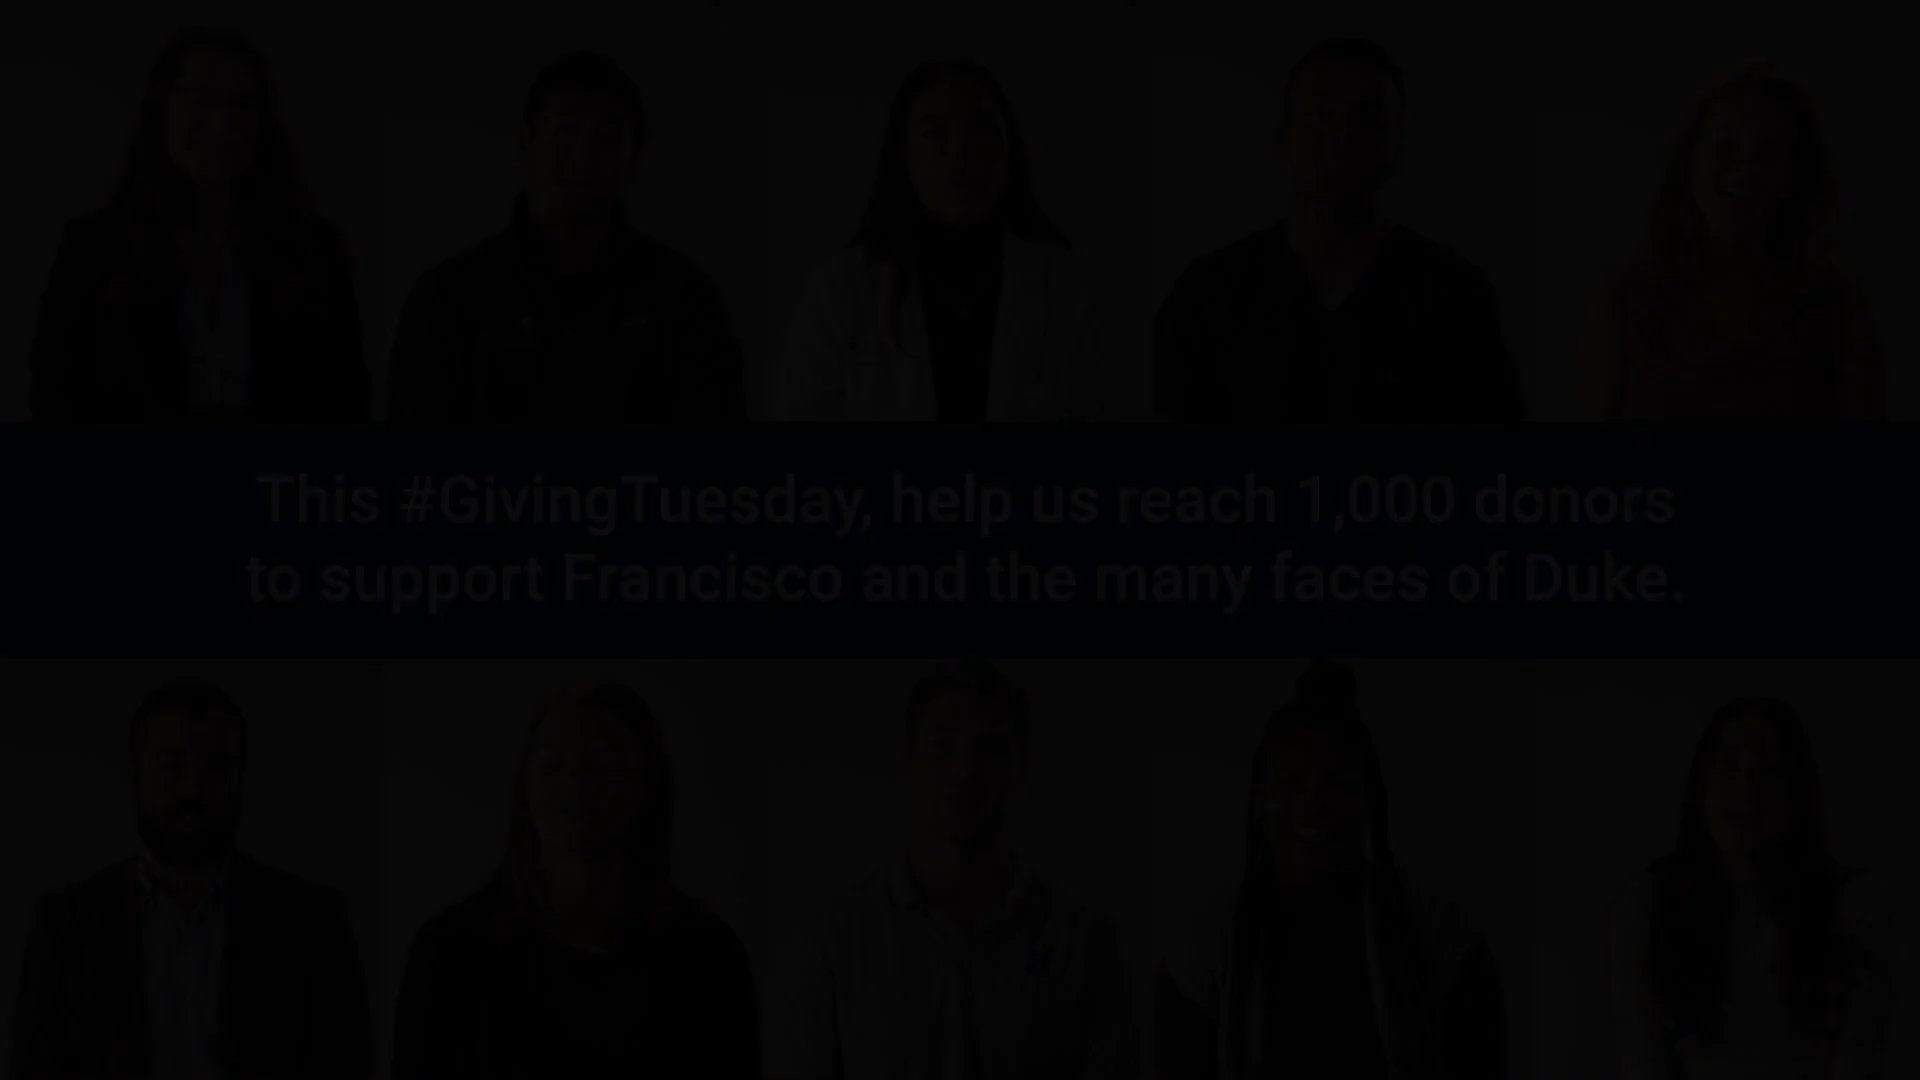 This #GivingTuesday, help us reach 1,000 donors
to support Francisco and the many faces of Duke.